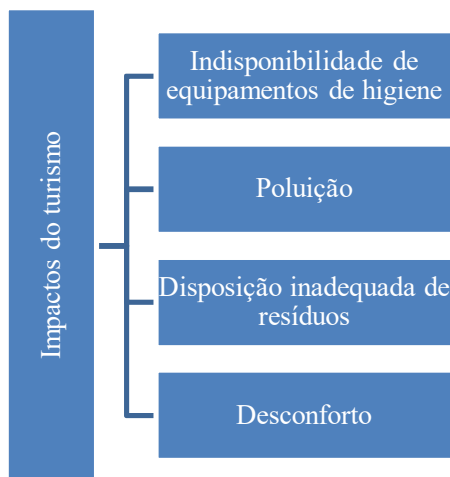 Impactos do turismo
Indisponibilidade de
equipamentos de higiene
Poluição
Disposição inadequada de
resíduos
Desconforto